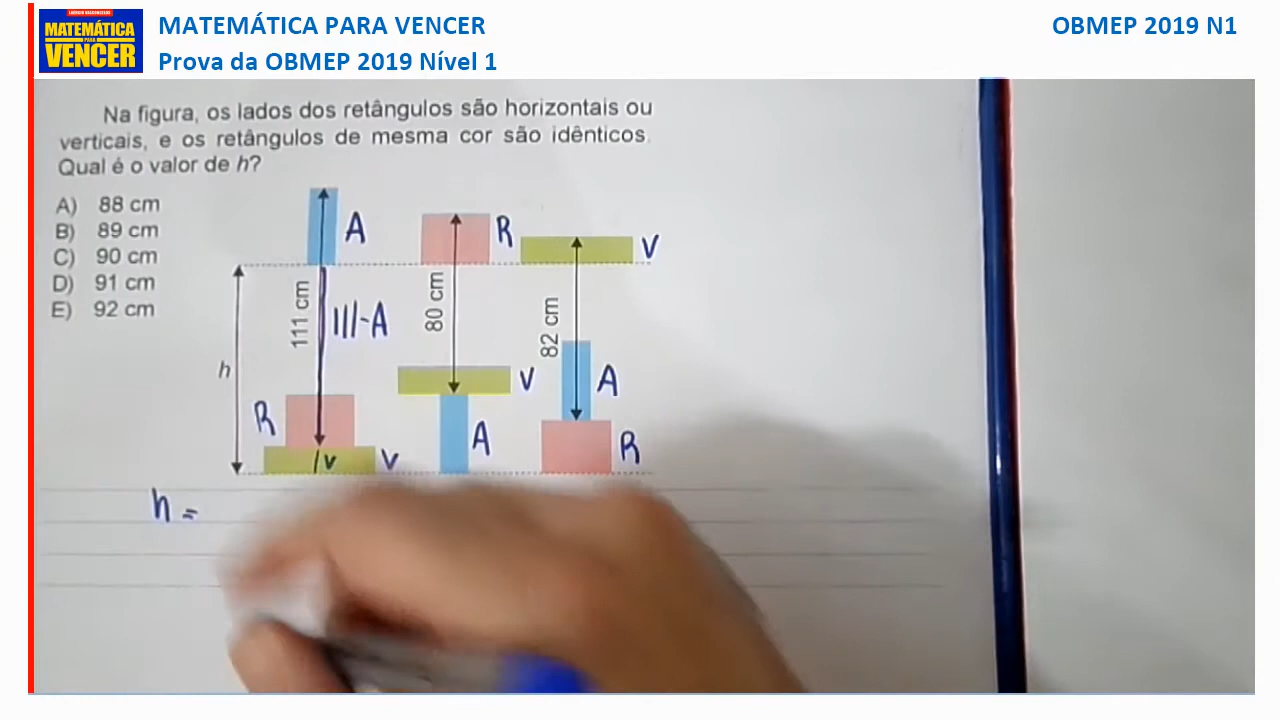 LAÉRCIO VASCONCELOS
MATEMÁTICA
PARA
VENCER
MATEMÁTICA PARA VENCER
Prova da OBMEP 2019 Nível 1
OBMEP 2019 N1
Na figura, os lados dos retângulos são horizontais ou
verticais, e os retângulos de mesma cor são idênticos.
Qual é o valor de h?
A) 88 cm
B) 89 cm
C) 90 cm
D) 91 cm
E) 92 cm
A
R
V
111 cm
111-A
80 cm
82 cm
h
R
V
V
V
A
A
R
h =